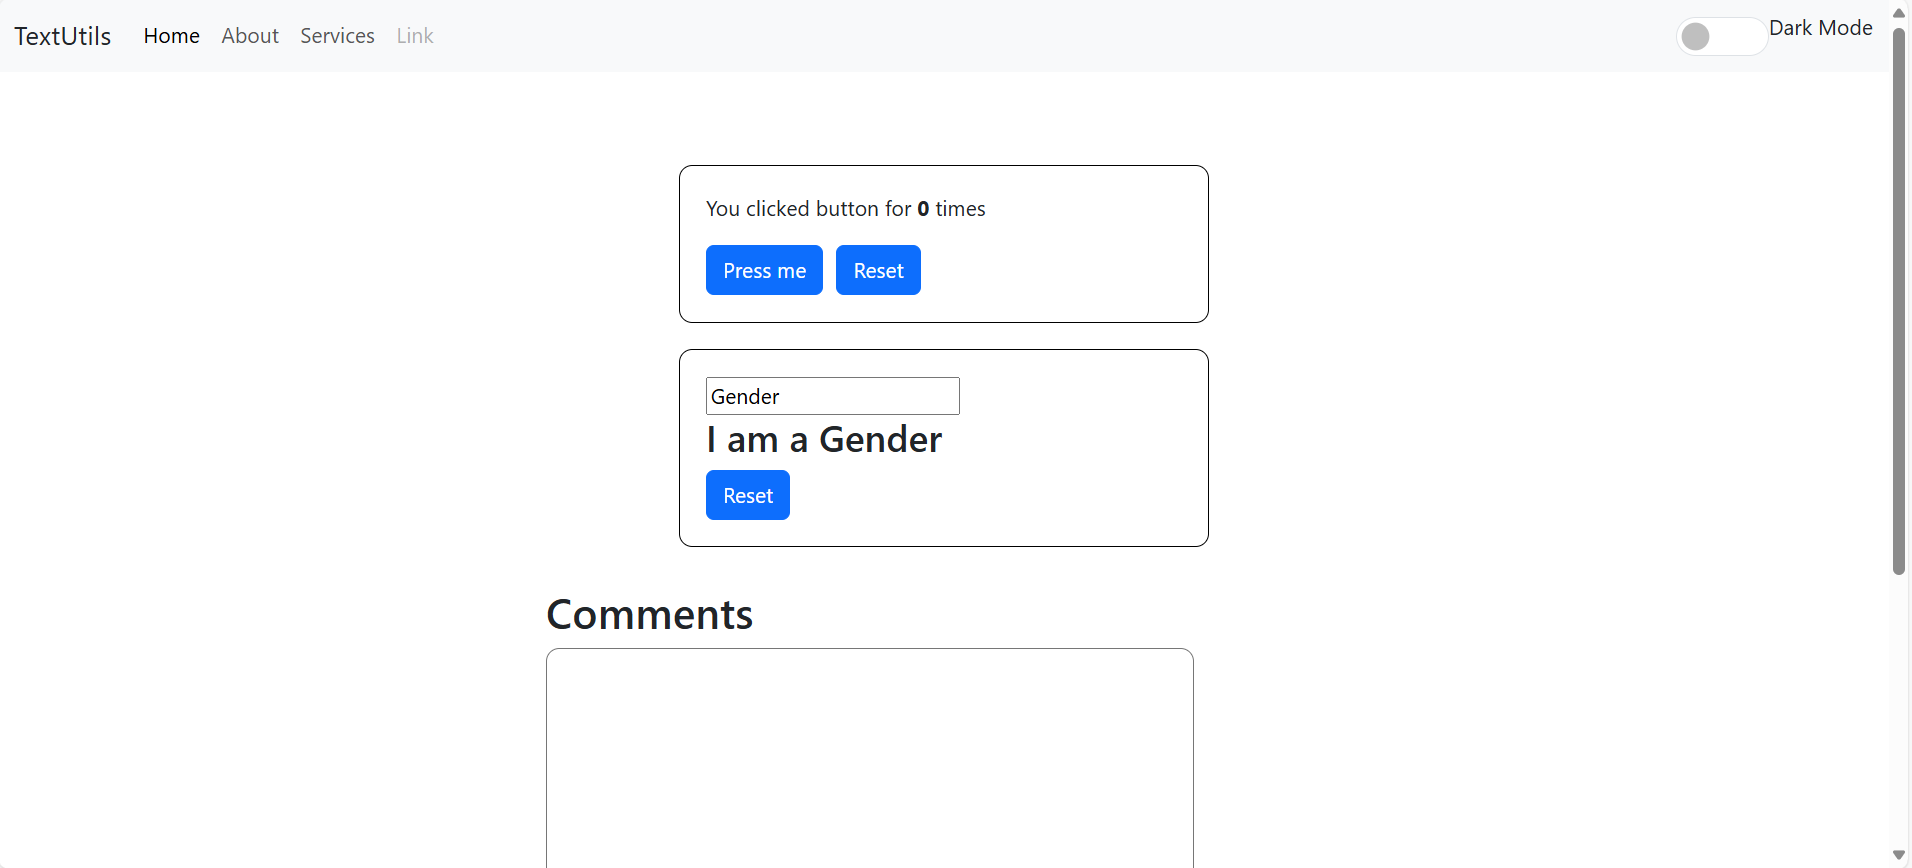 TextUtils Home About Services Link Dark Mode
You clicked button for 0 times
Press me Reset
Gender
I am a Gender
Reset
Comments